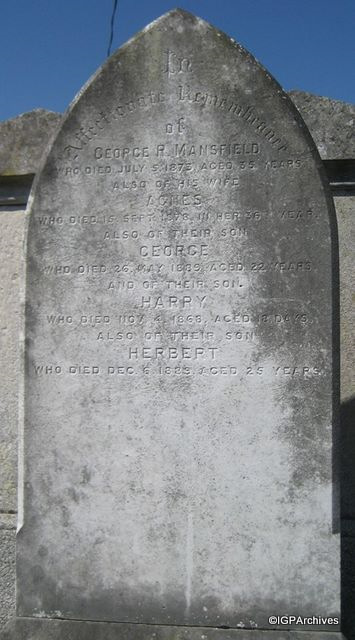 In
Affectionate Remembrance
of
GEORGE R. MANSFIELD
WHO DIED JULY 5. 1873, AGED 35 YEARS
ALSO OF HIS WIFE
AGNES
WHO DIED 15. SEPT. 1878, IN HER 36TH YEAR.
ALSO OF THEIR SON
GEORGE
WHO DIED 26. MAY 1889, AGED 22 YEARS
AND OF THEIR SON.
HARRY
WHO DIED NOV. 4. 1868, AGED 18 DAYS
ALSO OF THEIR SON
HERBERT
WHO DIED DEC. 6. 1889, AGED 25 YEARS.
©IGPArchives